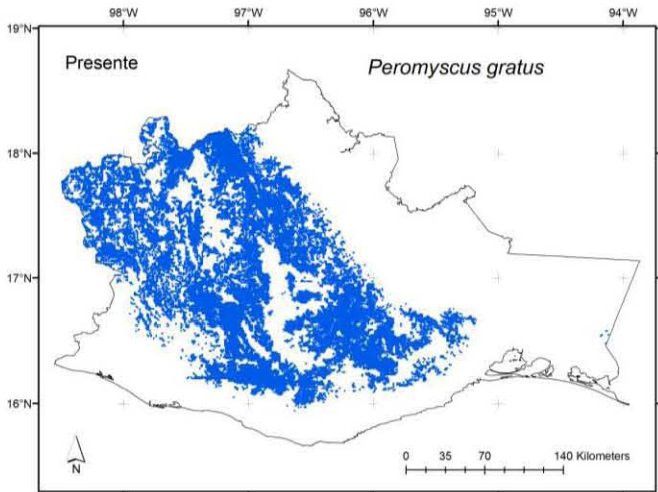 98°W 97°W 96°W 95°W 94°W
19°N
Presente Peromyscus gratus
18°N
17°N
16°N
N
0 35 70 140 Kilometers